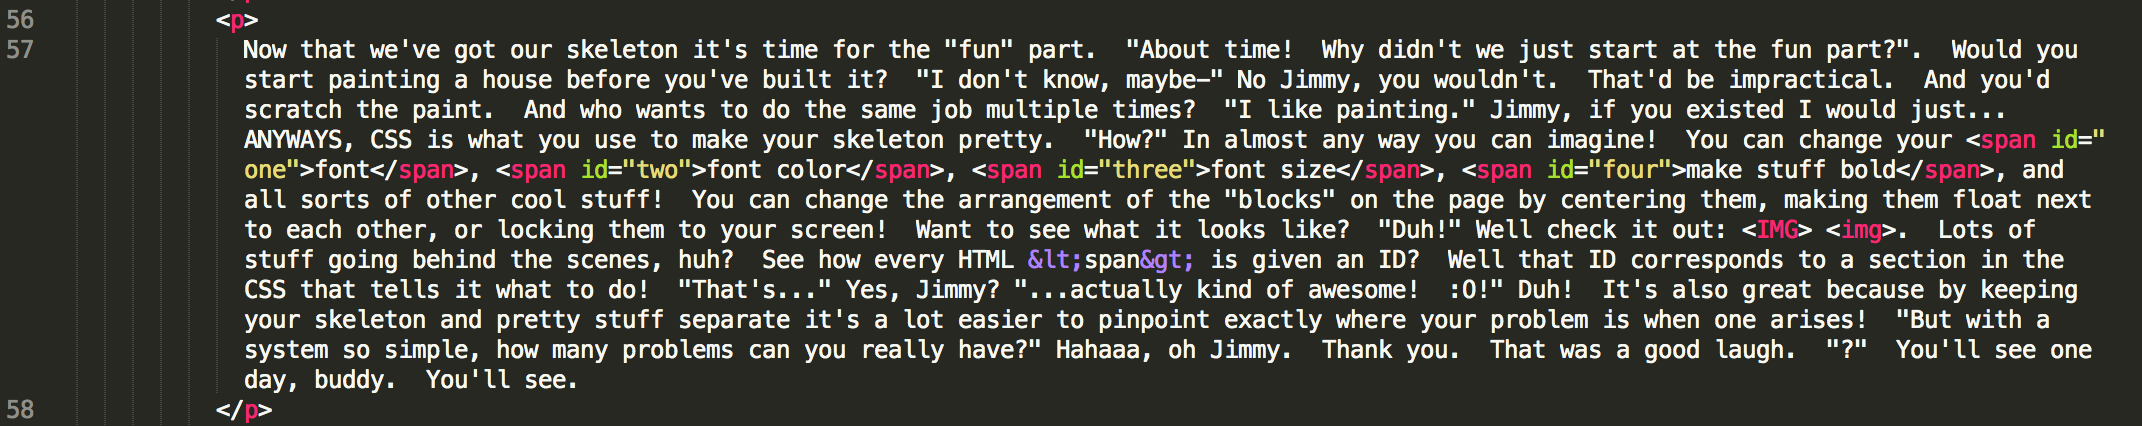 56 <p>
57 Now that we've got our skeleton it's time for the "fun" part.  "About time!  Why didn't we just start at the fun part?".  Would you
start painting a house before you've built it?  "I don't know, maybe—" No Jimmy, you wouldn't.  That'd be impractical.  And you'd
scratch the paint.  And who wants to do the same job multiple times?  "I like painting." Jimmy, if you existed I would just...
ANYWAYS, CSS is what you use to make your skeleton pretty.  "How?" In almost any way you can imagine!  You can change your <span id="
one">font</span>, <span id="two">font color</span>, <span id="three">font size</span>, <span id="four">make stuff bold</span>, and
all sorts of other cool stuff!  You can change the arrangement of the "blocks" on the page by centering them, making them float next
to each other, or locking them to your screen!  Want to see what it looks like?  "Duh!" Well check it out: <IMG> <img>.  Lots of
stuff going behind the scenes, huh?  See how every HTML &lt;span&gt; is given an ID?  Well that ID corresponds to a section in the
CSS that tells it what to do!  "That's..." Yes, Jimmy? "...actually kind of awesome!  :O!" Duh!  It's also great because by keeping
your skeleton and pretty stuff separate it's a lot easier to pinpoint exactly where your problem is when one arises!  "But with a
system so simple, how many problems can you really have?" Hahaaa, oh Jimmy.  Thank you.  That was a good laugh.  "?"  You'll see one
day, buddy.  You'll see.
58 </p>